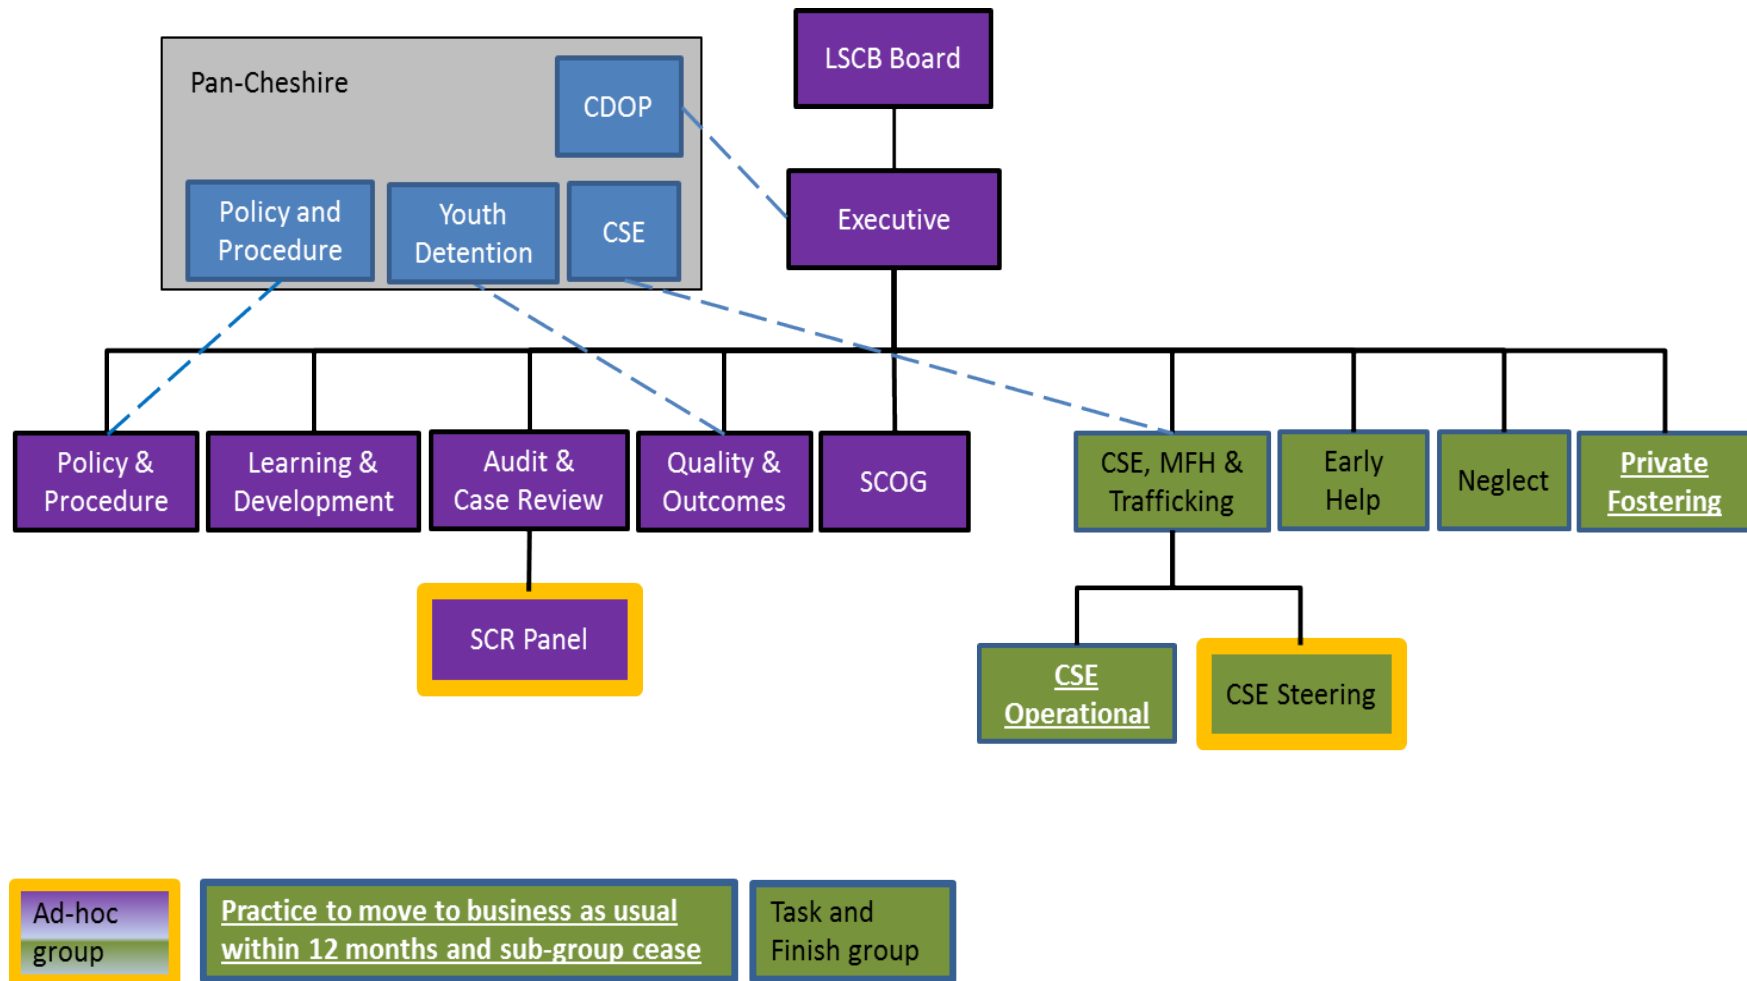 LSCB Board
Pan-Cheshire
CDOP
Policy and
Procedure
Youth
Detention
CSE
Executive
Policy &
Procedure
Learning &
Development
Audit &
Case Review
Quality &
Outcomes
SCOG
CSE, MFH &
Trafficking
Early
Help
Neglect
Private
Fostering
SCR Panel
CSE
Operational
CSE Steering
Ad-hoc
group
Practice to move to business as usual
within 12 months and sub-group cease
Task and
Finish group